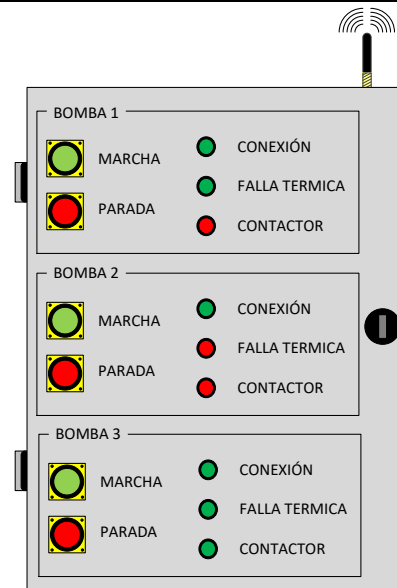 BOMBA 1
MARCHA
CONEXIÓN
FALLA TERMICA
PARADA
CONTACTOR
BOMBA 2
MARCHA
CONEXIÓN
FALLA TERMICA
PARADA
CONTACTOR
BOMBA 3
MARCHA
CONEXIÓN
FALLA TERMICA
PARADA
CONTACTOR